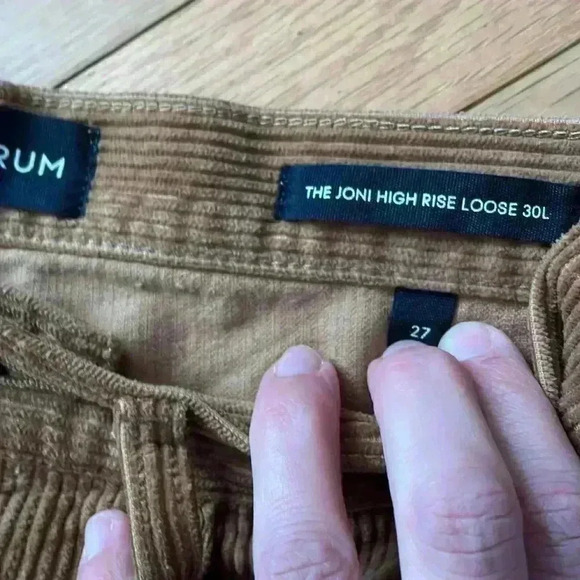 RUM
THE JONI HIGH RISE LOOSE 30L
27